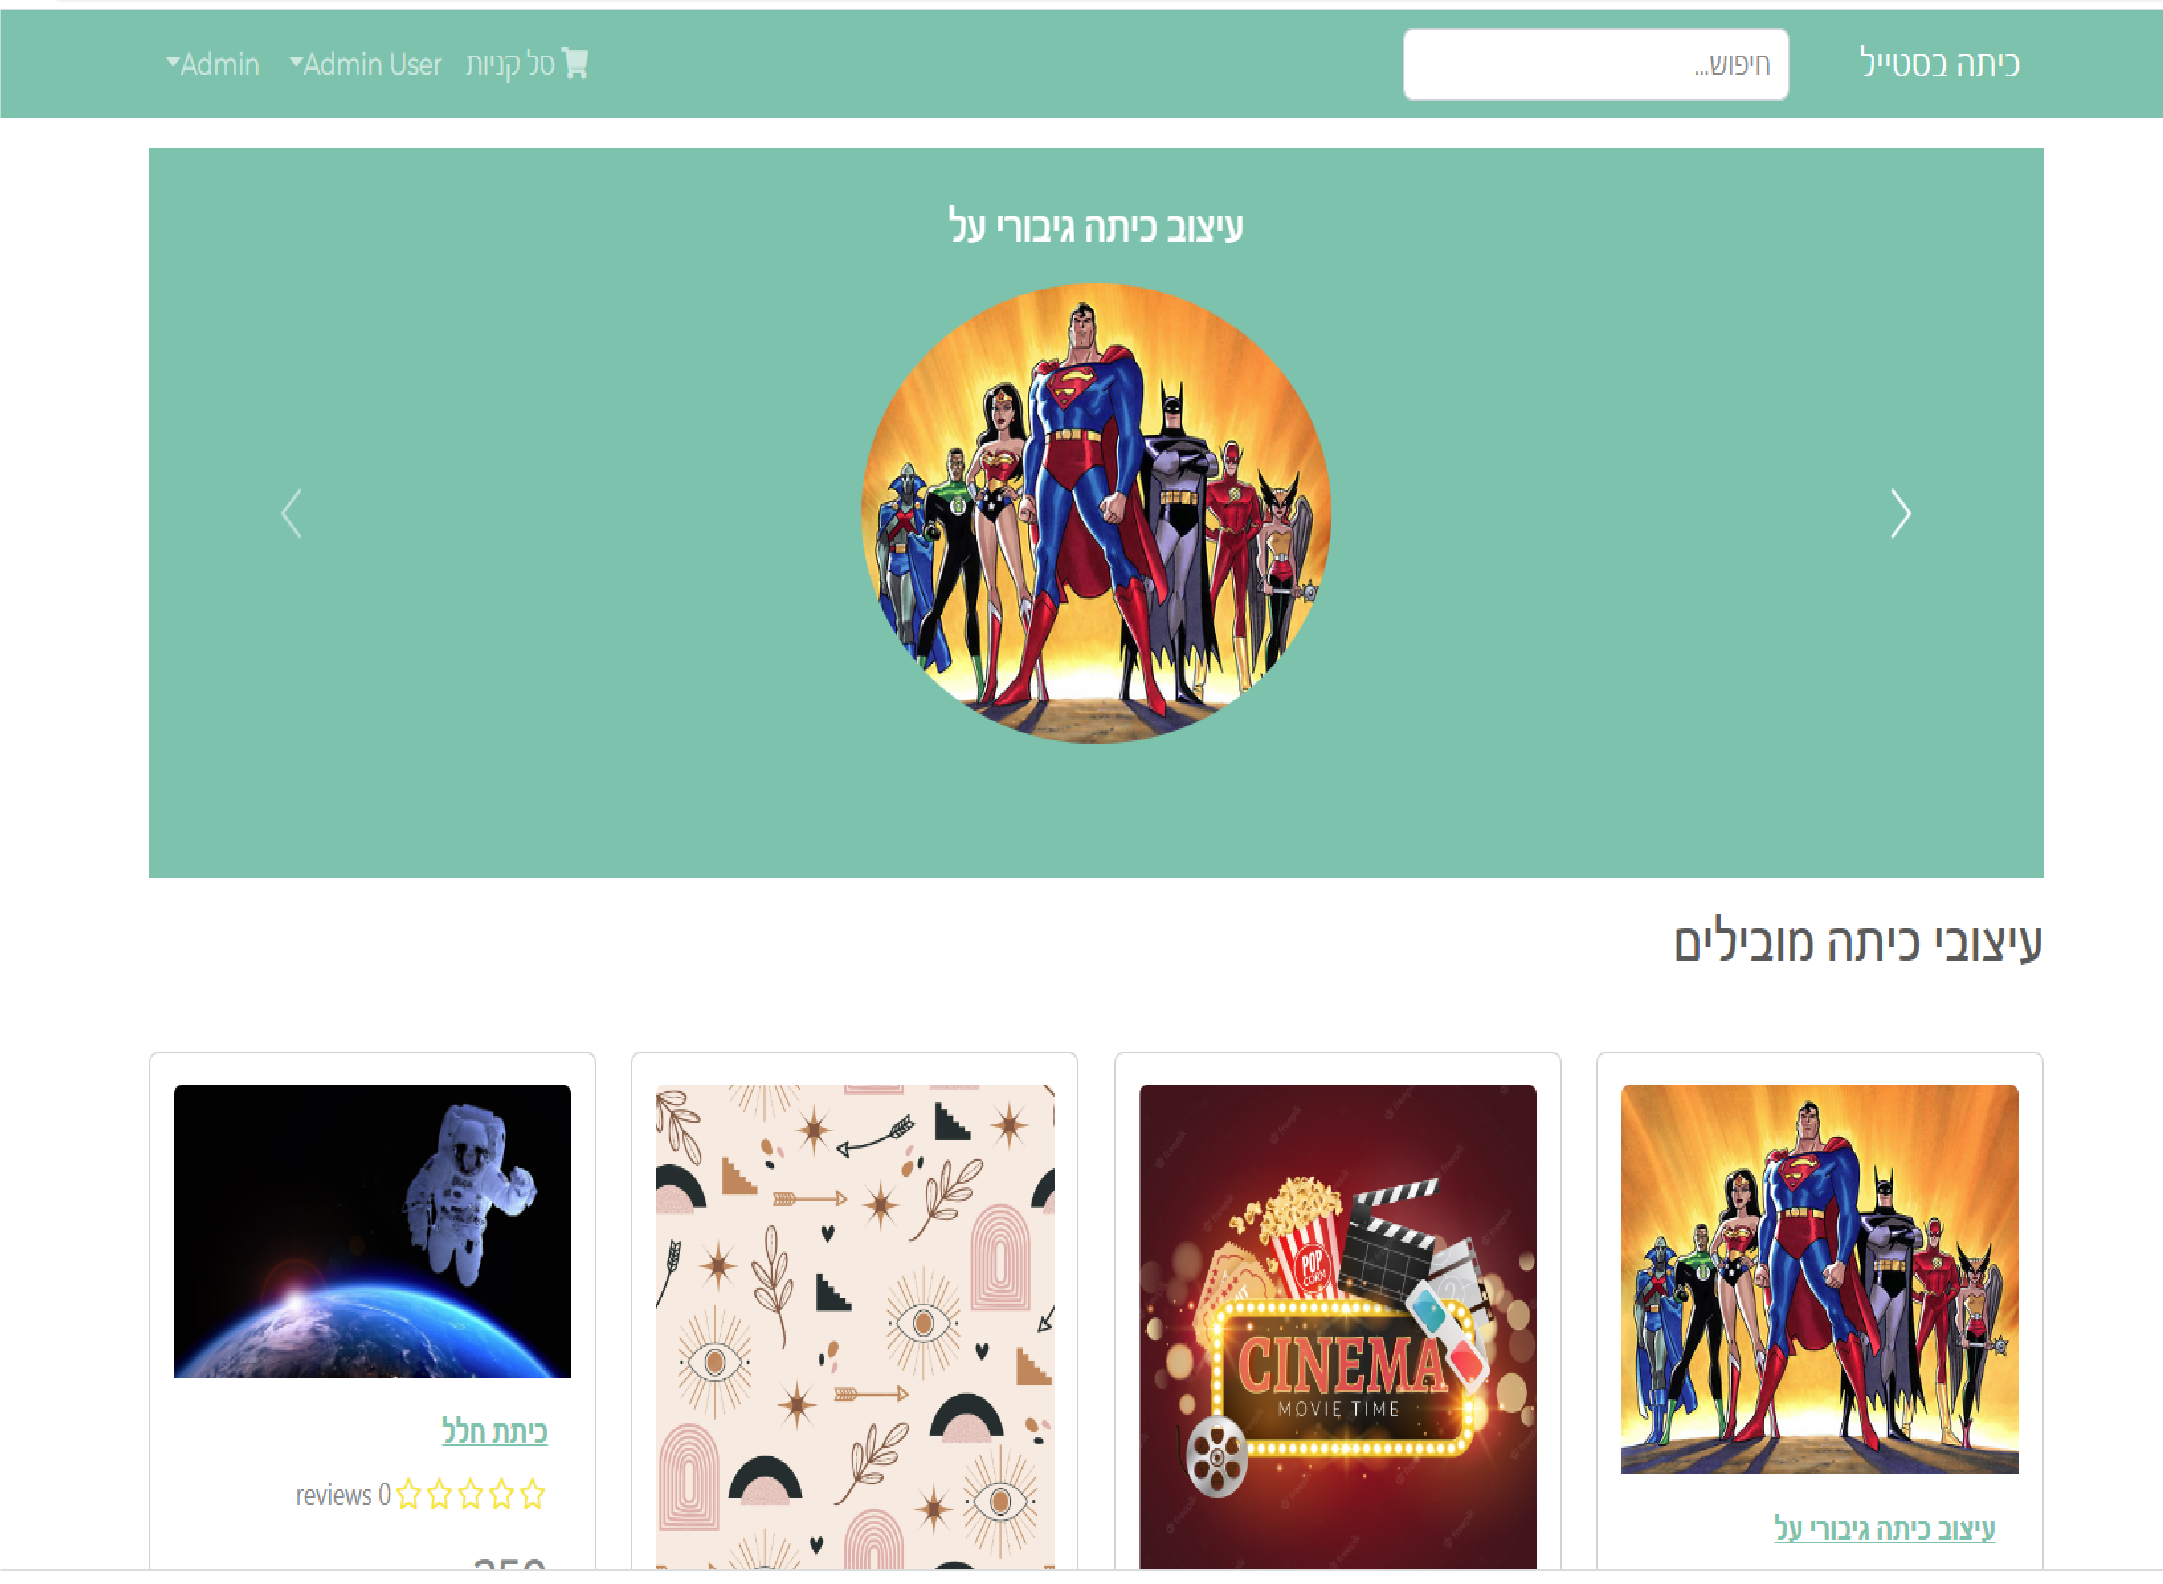 כיתה בסטייל
חיפוש...
סל קניות
Admin User
Admin
עיצוב כיתה גיבורי על
עיצובי כיתה מובילים
POP
CORN
CINEMA
MOVIE TIME
עיצוב כיתה גיבורי על
כיתת חלל
0 reviews